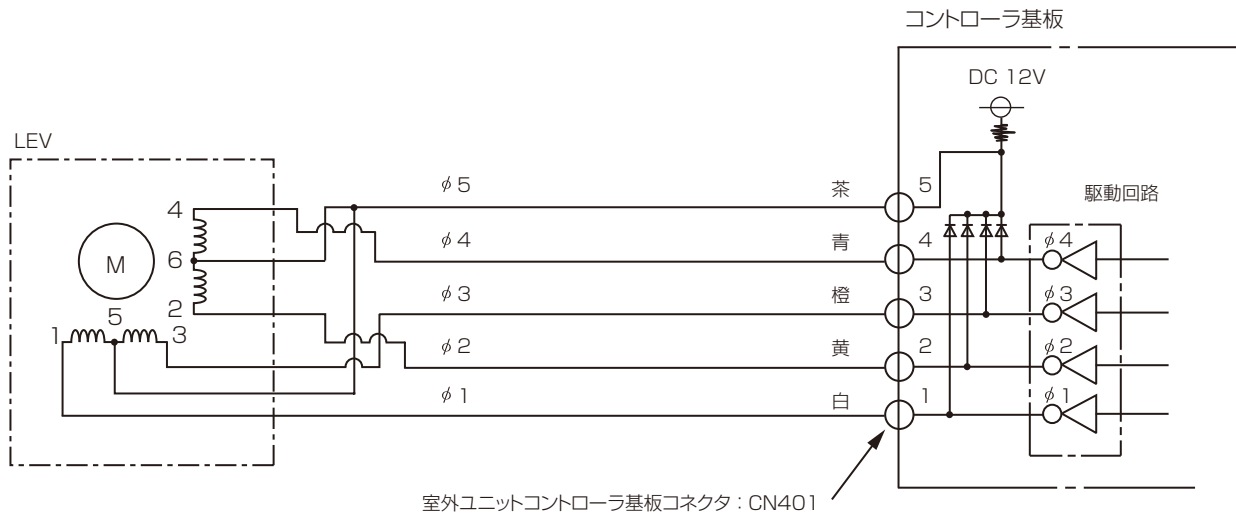 コントローラ基板
DC 12V
LEV
φ5 茶 5
駆動回路
4
φ4 青 4 φ4
6
M
φ3 橙 3 φ3
2
1 5 3
φ2 黄 2 φ2
φ1 白 1 φ1
室外ユニットコントローラ基板コネクタ：CN401